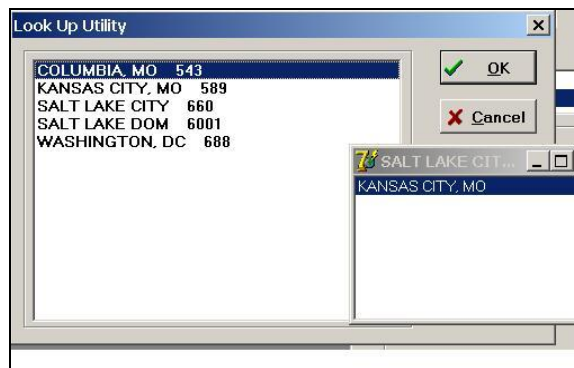 Look Up Utility
COLUMBIA, MO 543
KANSAS CITY, MO 589
SALT LAKE CITY 660
SALT LAKE DOM 6001
WASHINGTON, DC 688
OK
Cancel
SALT LAKE CIT...
KANSAS CITY, MO